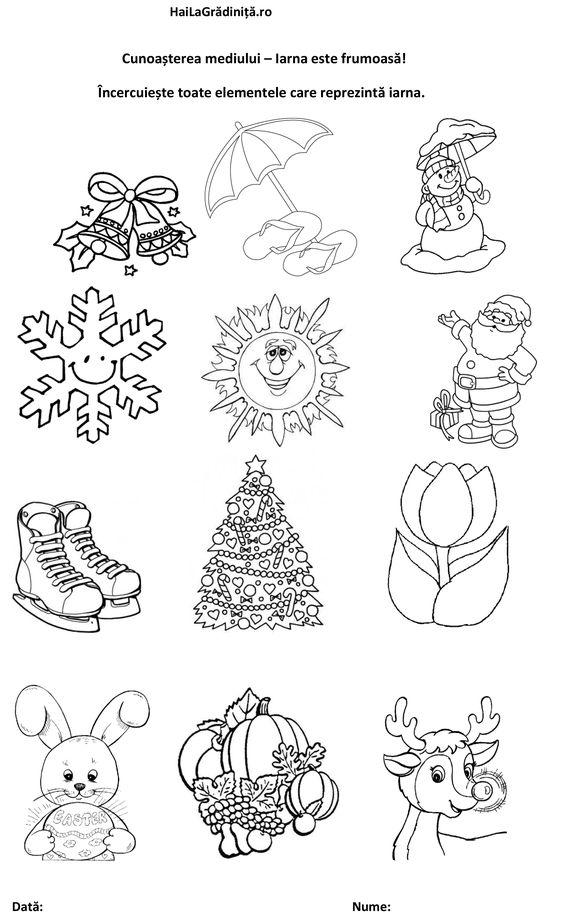 HaiLaGrădiniță.ro
Cunoașterea mediului – Iarna este frumoasă!
Încercuiește toate elementele care reprezintă iarna.
EASTER
Dată:
Nume: